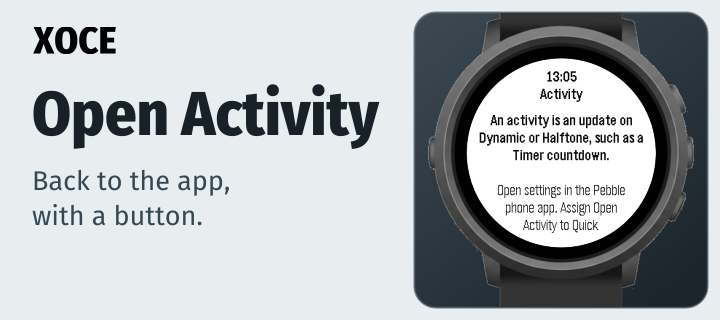 XOCE
Open Activity
Back to the app,
with a button.
13:05
Activity
An activity is an update on
Dynamic or Halftone, such as a
Timer countdown.
Open settings in the Pebble
phone app. Assign Open
Activity to Quick